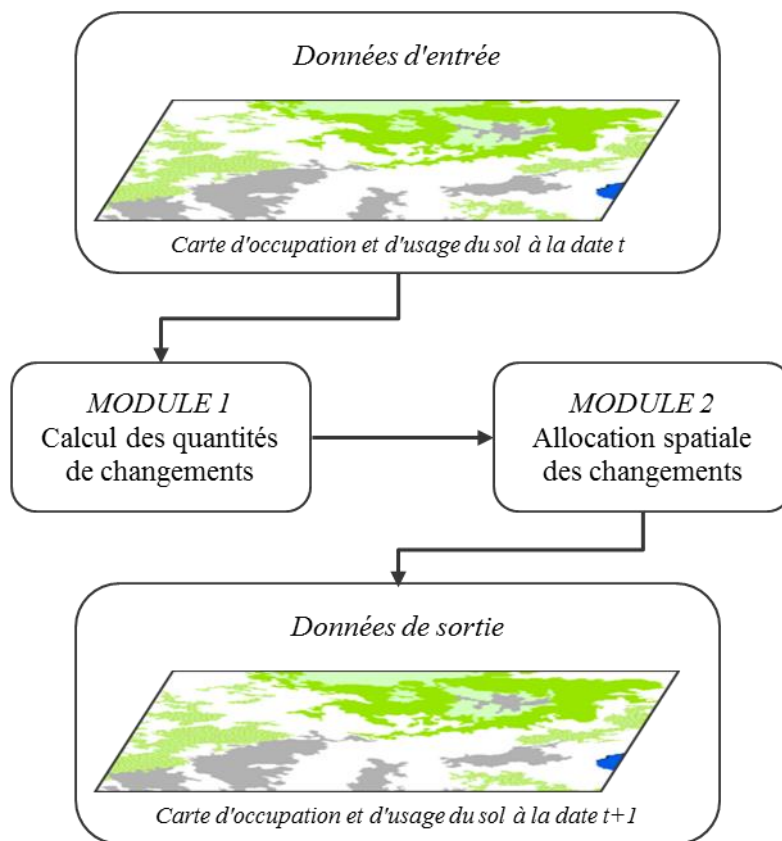 Données d'entrée
Carte d'occupation et d'usage du sol à la date t
MODULE 1
Calcul des quantités
de changements
MODULE 2
Allocation spatiale
des changements
Données de sortie
Carte d'occupation et d'usage du sol à la date t+1